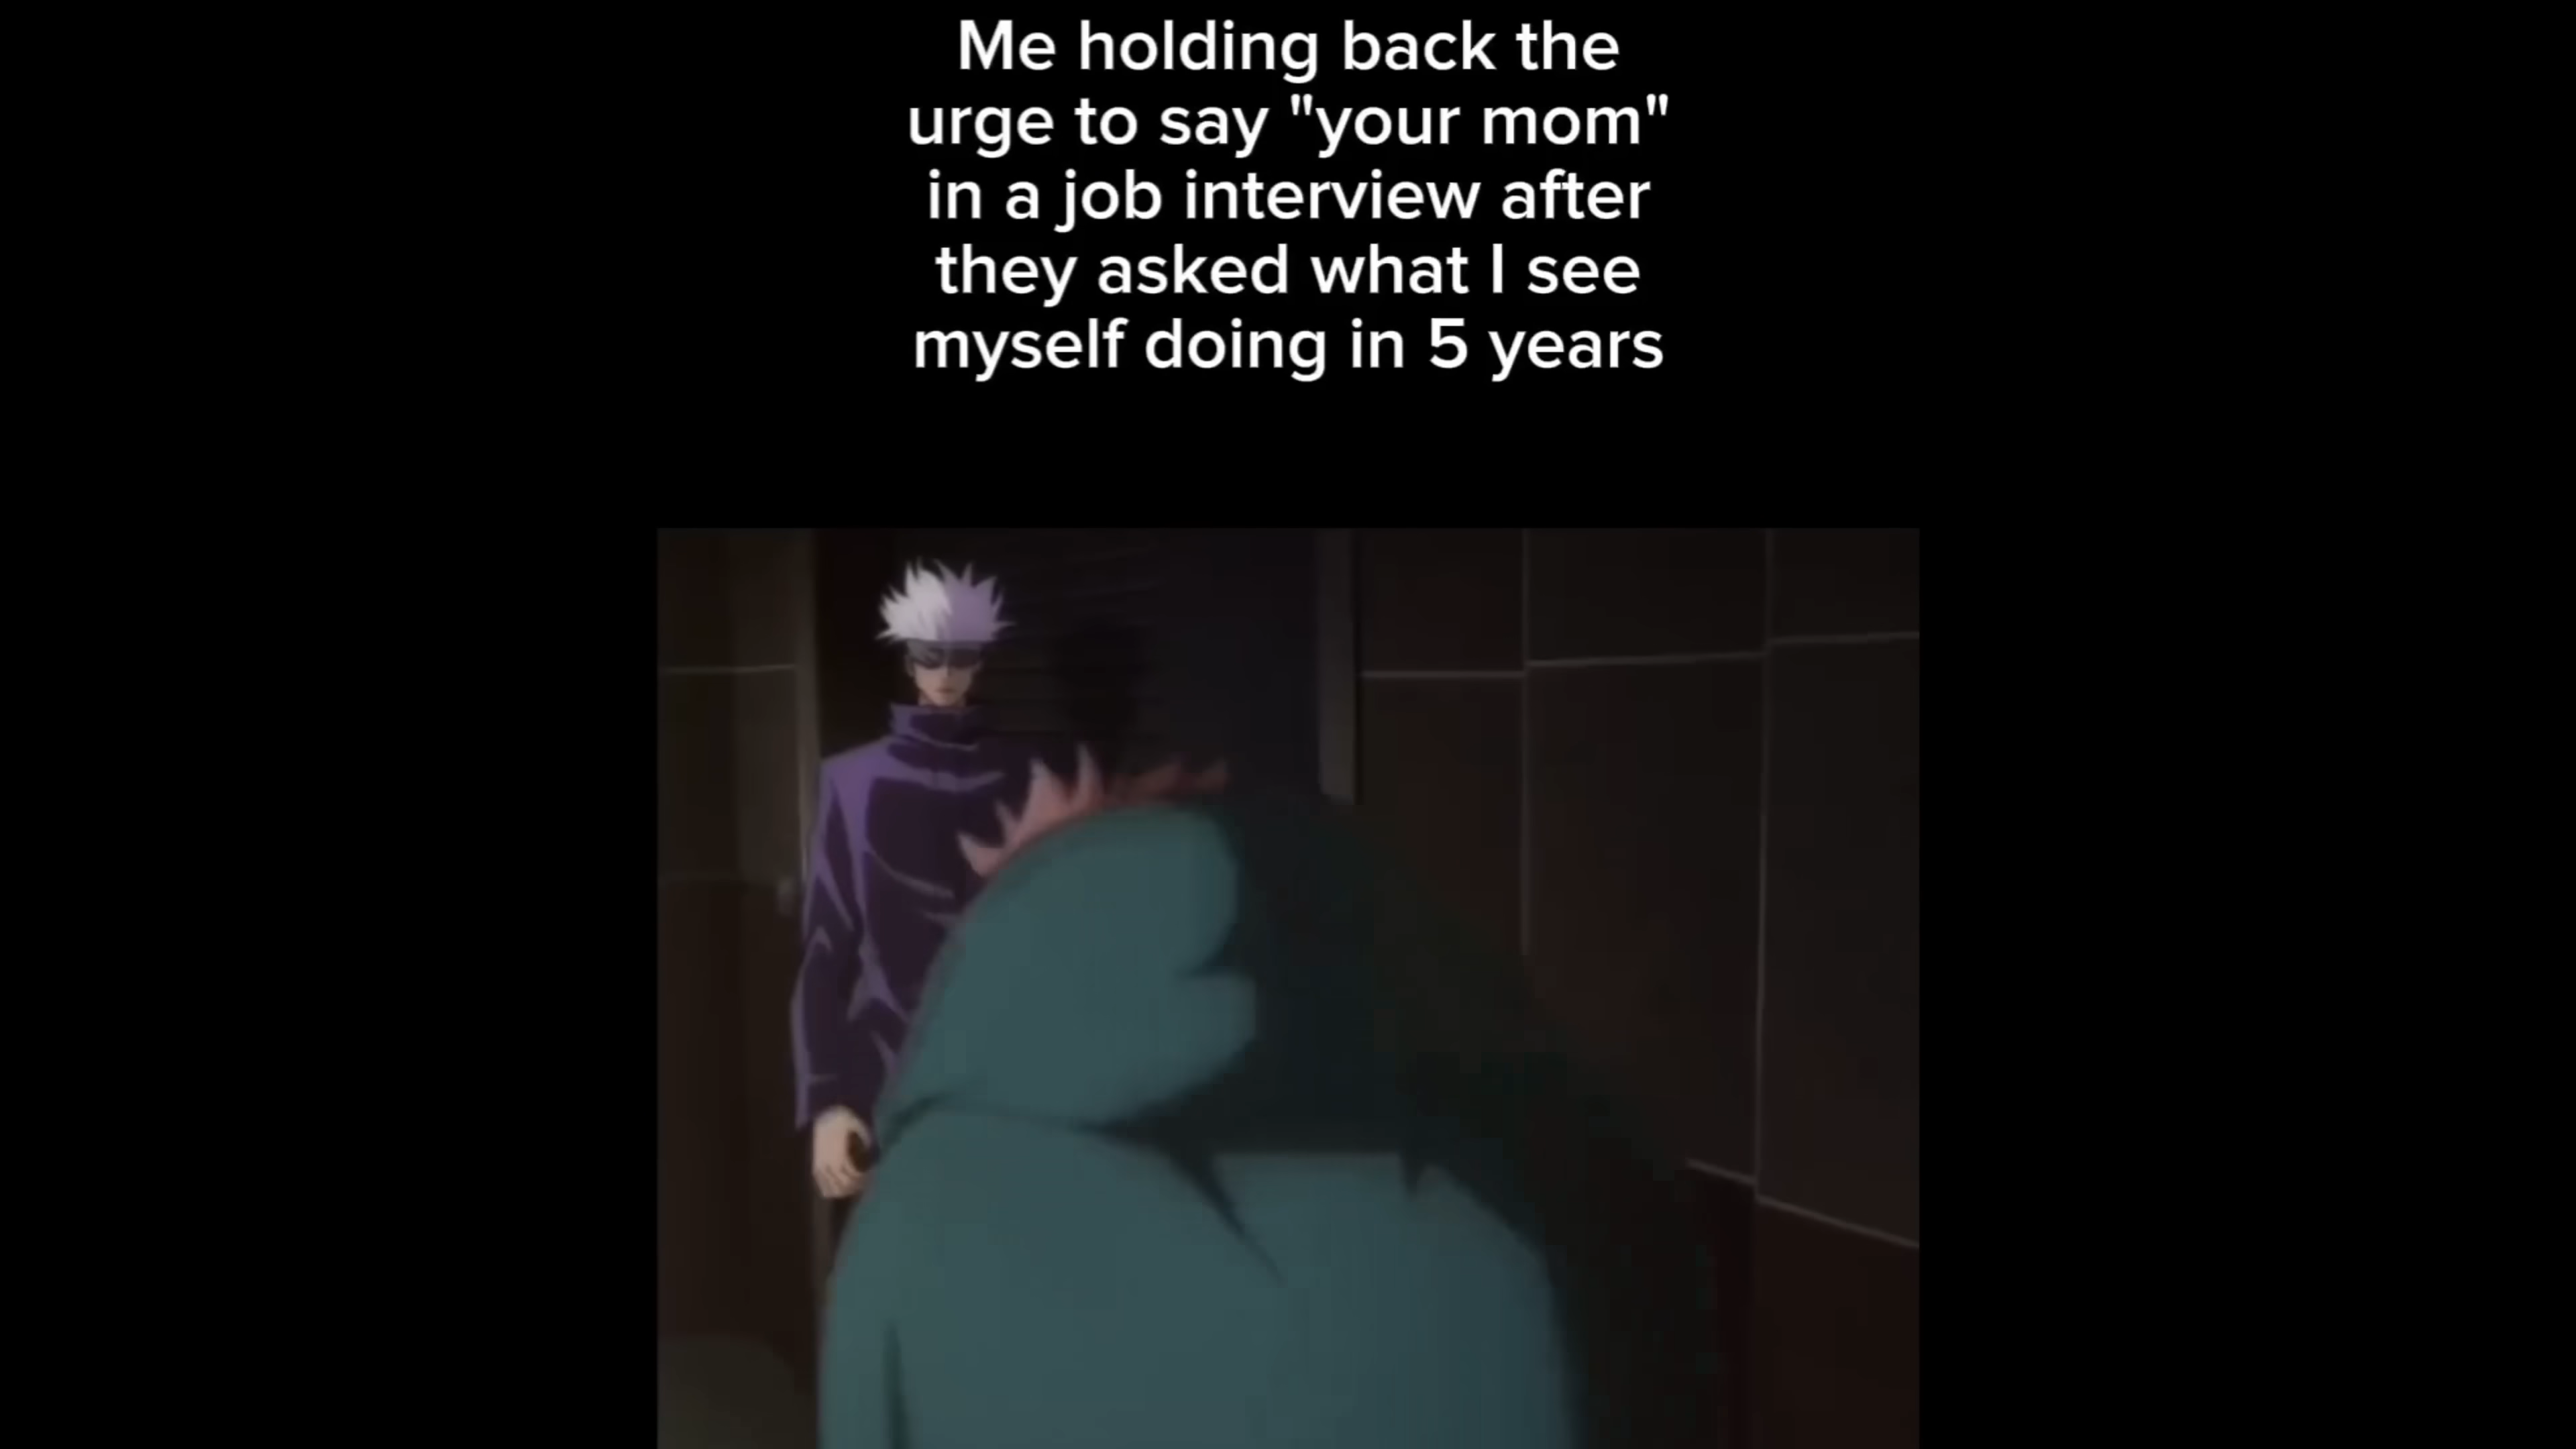 Me holding back the
urge to say "your mom"
in a job interview after
they asked what I see
myself doing in 5 years